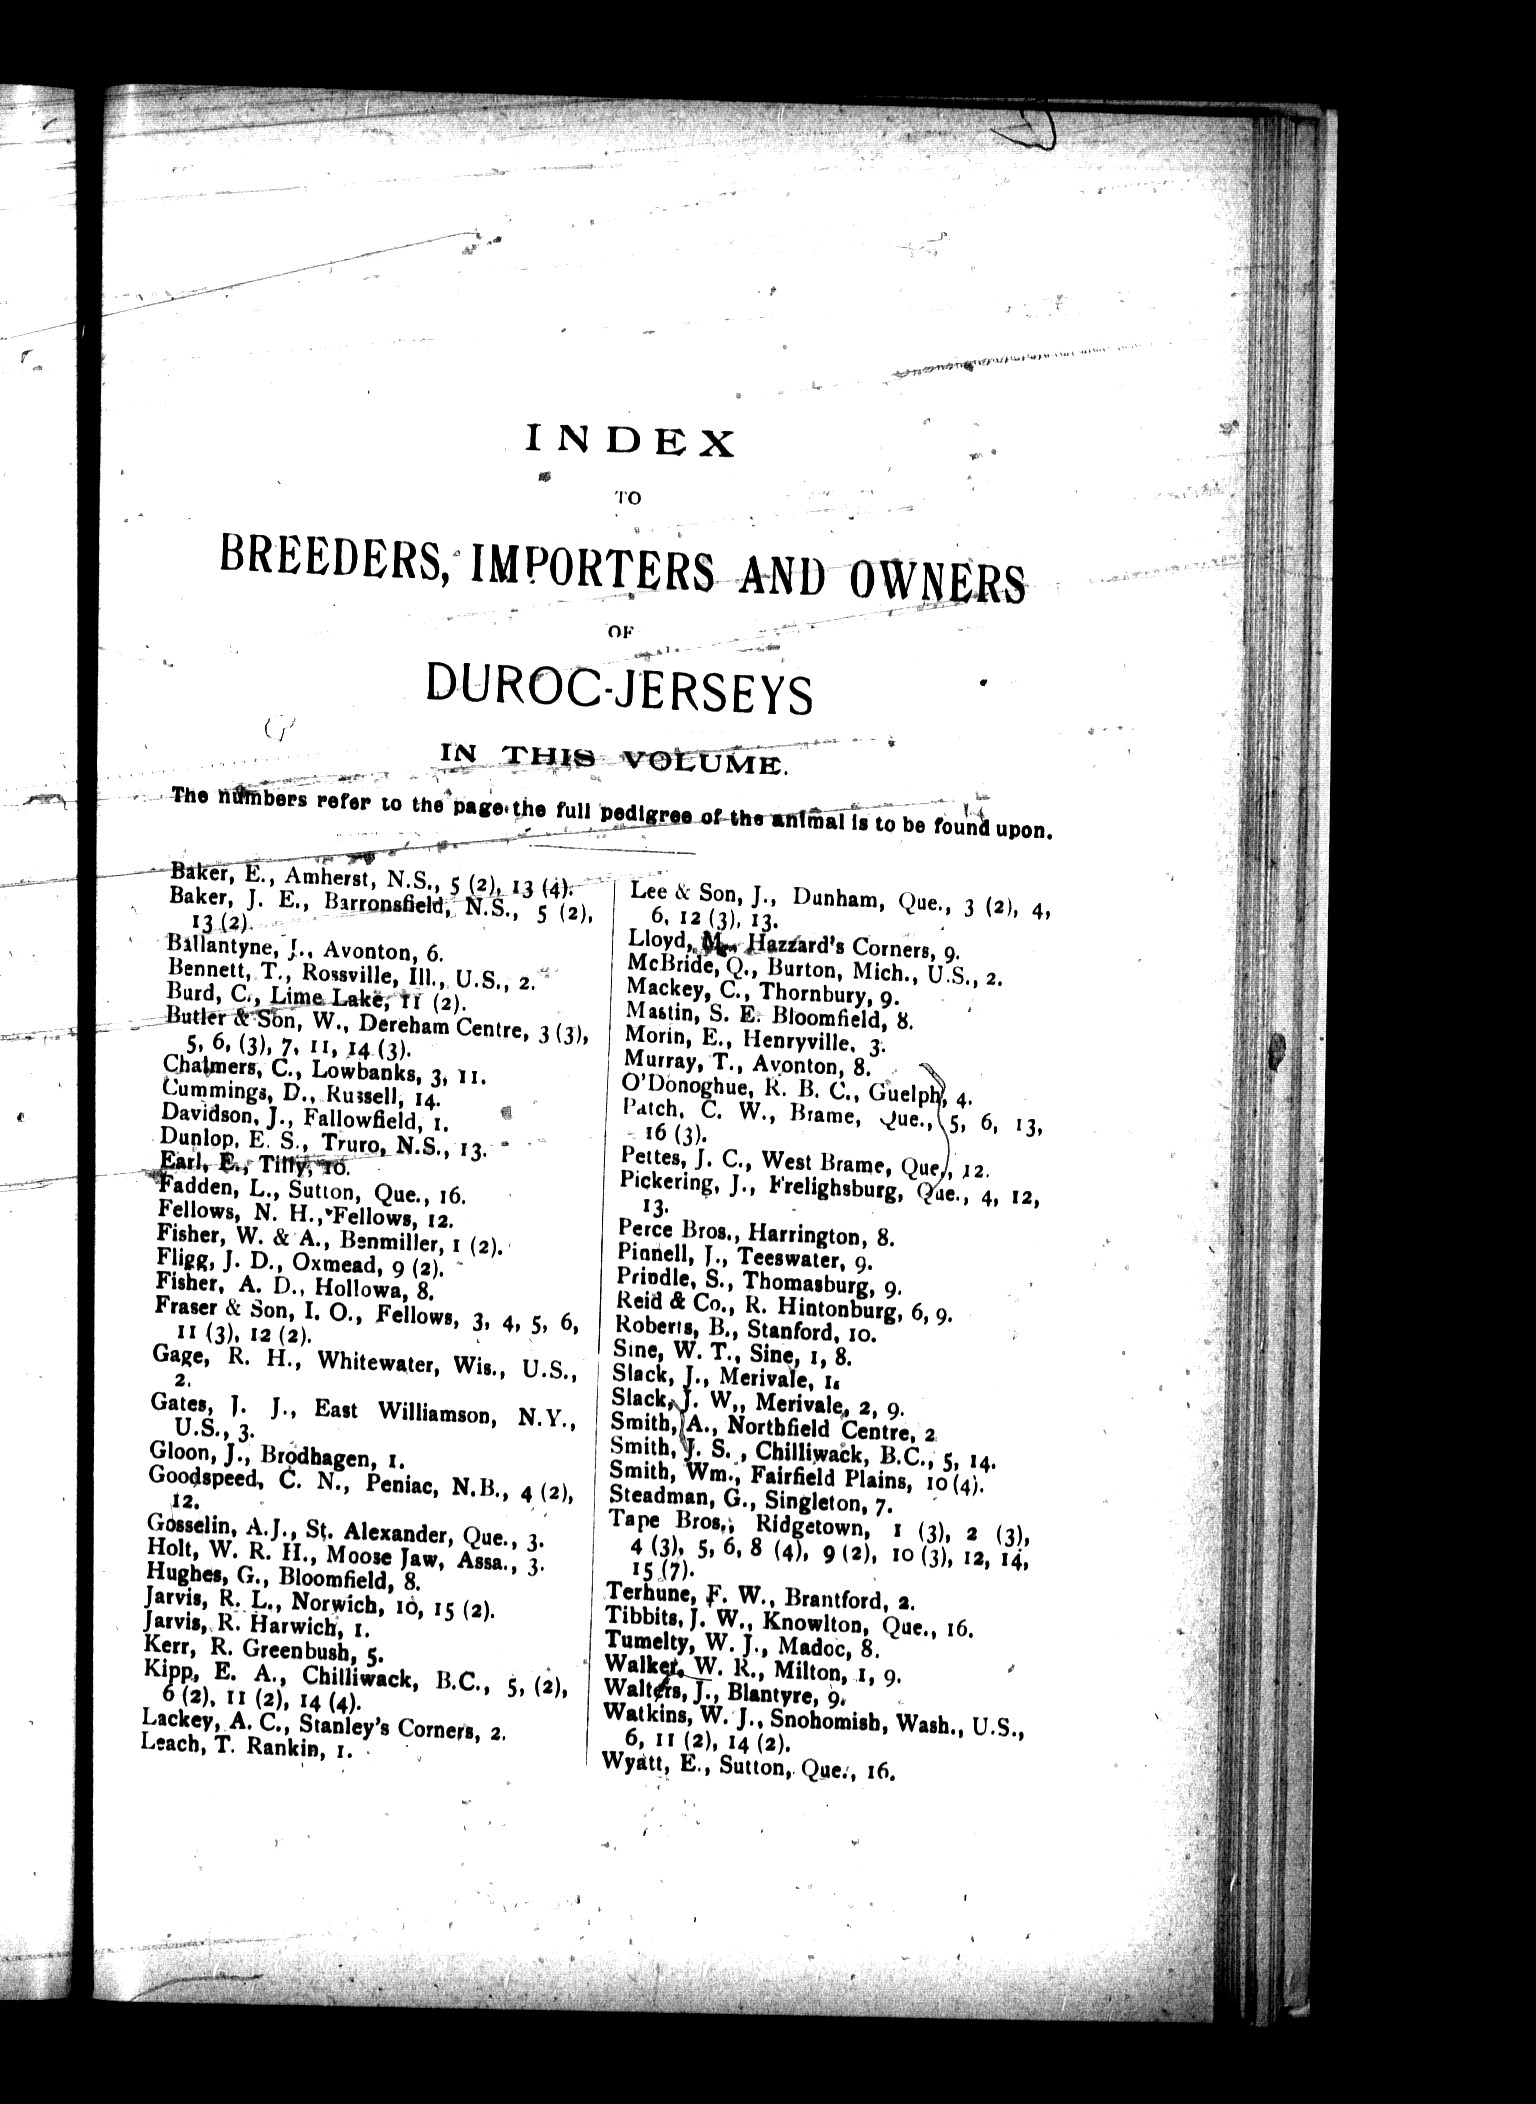 INDEX
TO
BREEDERS, IMPORTERS AND OWNERS
OF
DUROC-JERSEYS
IN THIS VOLUME.
The numbers refer to the page the full pedigree of the animal is to be found upon.
Baker, E., Amherst, N.S., 5 (2), 13 (4).
Baker, J. E., Barronsfield, N.S., 5 (2),
13 (2).
Ballantyne, J., Avonton, 6.
Bennett, T., Rossville, Ill., U.S., 2.
Burd, C., Lime Lake, 11 (2).
Butler & Son, W., Dereham Centre, 3 (3),
5, 6, (3), 7, 11, 14 (3).
Chalmers, C., Lowbanks, 3, 11.
Cummings, D., Russell, 14.
Davidson, J., Fallowfield, 1.
Dunlop, E. S., Truro, N.S., 13.
Earl, E., Tilly, 10.
Fadden, L., Sutton, Que., 16.
Fellows, N. H., Fellows, 12.
Fisher, W. & A., Benmiller, 1 (2).
Fligg, J. D., Oxmead, 9 (2).
Fisher, A. D., Hollowa, 8.
Fraser & Son, I. O., Fellows, 3, 4, 5, 6,
11 (3), 12 (2).
Gage, R. H., Whitewater, Wis., U.S.,
2.
Gates, J. J., East Williamson, N.Y.,
U.S., 3.
Gloon, J., Brodhagen, 1.
Goodspeed, C. N., Peniac, N.B., 4 (2),
12.
Gosselin, A.J., St. Alexander, Que., 3.
Holt, W. R. H., Moose Jaw, Assa., 3.
Hughes, G., Bloomfield, 8.
Jarvis, R. L., Norwich, 10, 15 (2).
Jarvis, R. Harwich, 1.
Kerr, R. Greenbush, 5.
Kipp, E. A., Chilliwack, B.C., 5, (2),
6 (2), 11 (2), 14 (4).
Lackey, A. C., Stanley's Corners, 2.
Leach, T. Rankin, 1.
Lee & Son, J., Dunham, Que., 3 (2), 4,
6, 12 (3), 13.
Lloyd, M., Hazzard's Corners, 9.
McBride, Q., Burton, Mich., U.S., 2.
Mackey, C., Thornbury, 9.
Mastin, S. E. Bloomfield, 8.
Morin, E., Henryville, 3.
Murray, T., Avonton, 8.
O'Donoghue, R. B. C., Guelph, 4.
Patch, C. W., Brame, Que., 5, 6, 13,
16 (3).
Pettes, J. C., West Brame, Que., 12.
Pickering, J., Frelighsburg, Que., 4, 12,
13.
Perce Bros., Harrington, 8.
Pinnell, J., Teeswater, 9.
Prindle, S., Thomasburg, 9.
Reid & Co., R. Hintonburg, 6, 9.
Roberts, B., Stanford, 10.
Sine, W. T., Sine, 1, 8.
Slack, J., Merivale, 1.
Slack, J. W,, Merivale, 2, 9.
Smith, A., Northfield Centre, 2
Smith, J. S., Chilliwack, B.C., 5, 14.
Smith, Wm., Fairfield Plains, 10 (4).
Steadman, G., Singleton, 7.
Tape Bros., Ridgetown, 1 (3), 2 (3),
4 (3), 5, 6, 8 (4), 9 (2), 10 (3), 12, 14,
15 (7).
Terhune, F. W., Brantford, 2.
Tibbits, J. W., Knowlton, Que., 16.
Tumelty, W. J., Madoc, 8.
Walker, W. R., Milton, 1, 9.
Walters, J., Blantyre, 9.
Watkins, W. J., Snohomish, Wash., U.S.,
6, 11 (2), 14 (2).
Wyatt, E., Sutton, Que., 16.